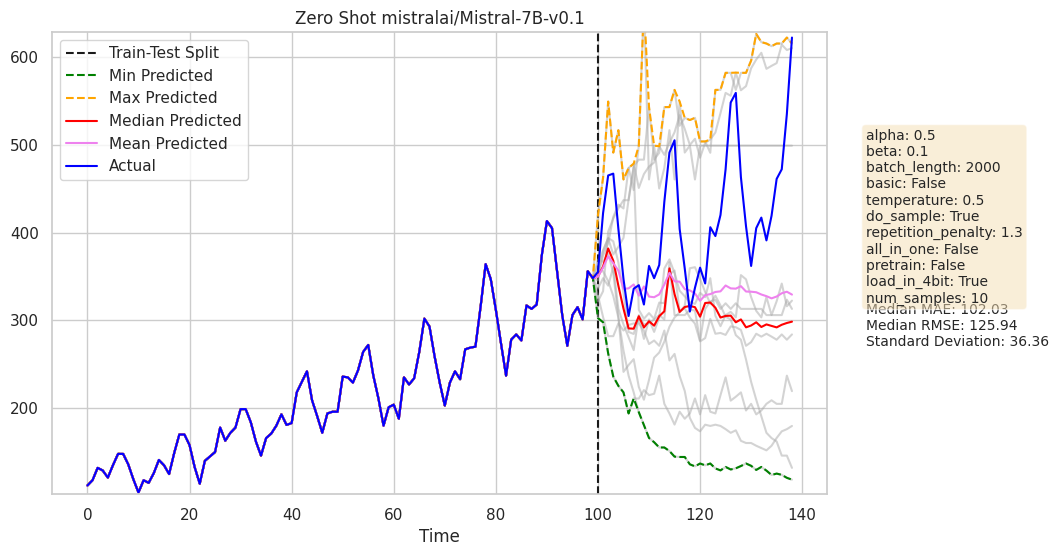 Zero Shot mistralai/Mistral-7B-v0.1
Train-Test Split
Min Predicted
Max Predicted
Median Predicted
Mean Predicted
Actual
600
500
400
300
200
0
20
40
60
80
100
120
140
Time
alpha: 0.5
beta: 0.1
batch_length: 2000
basic: False
temperature: 0.5
do_sample: True
repetition_penalty: 1.3
all_in_one: False
pretrain: False
load_in_4bit: True
num_samples: 10
Median MAE: 102.03
Median RMSE: 125.94
Standard Deviation: 36.36